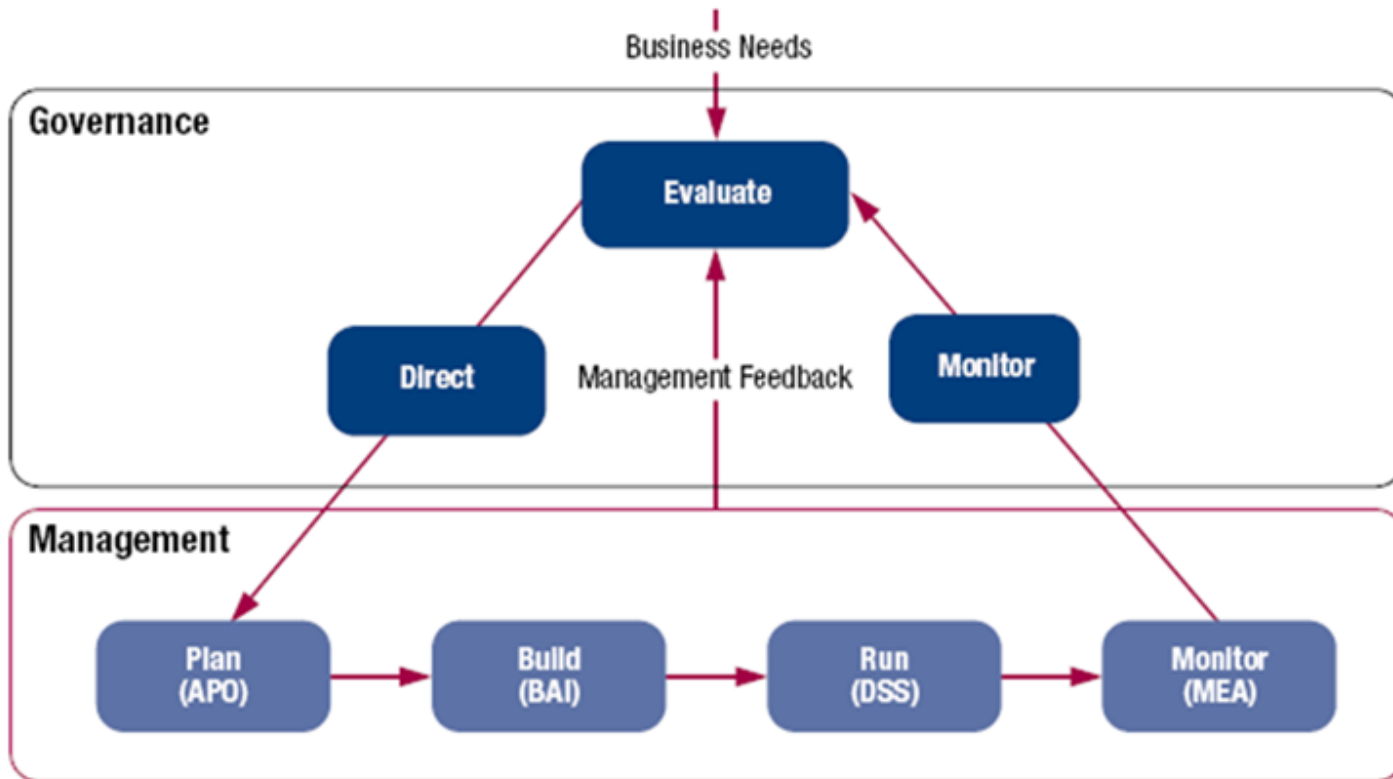 Business Needs
Governance
Evaluate
Direct
Management Feedback
Monitor
Management
Plan
(APO)
Build
(BAI)
Run
(DSS)
Monitor
(MEA)